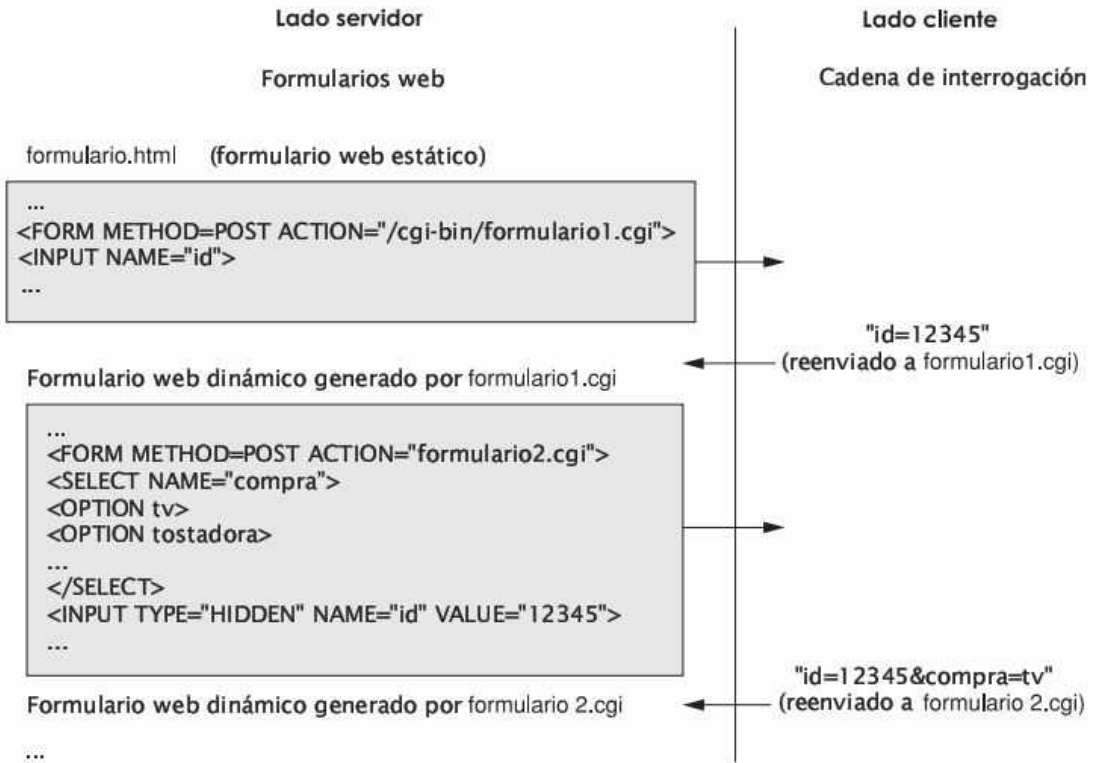 Lado servidor
Lado cliente
Formularios web
Cadena de interrogación
formulario.html (formulario web estático)
...
<FORM METHOD=POST ACTION="/cgi-bin/formulario1.cgi">
<INPUT NAME="id">
...
"id=12345"
(reenviado a formulario1.cgi)
Formulario web dinámico generado por formulario1.cgi
...
<FORM METHOD=POST ACTION="formulario2.cgi">
<SELECT NAME="compra">
<OPTION tv>
<OPTION tostadora>
...
</SELECT>
<INPUT TYPE="HIDDEN" NAME="id" VALUE="12345">
...
"id=12345&compra=tv"
(reenviado a formulario 2.cgi)
Formulario web dinámico generado por formulario 2.cgi
...